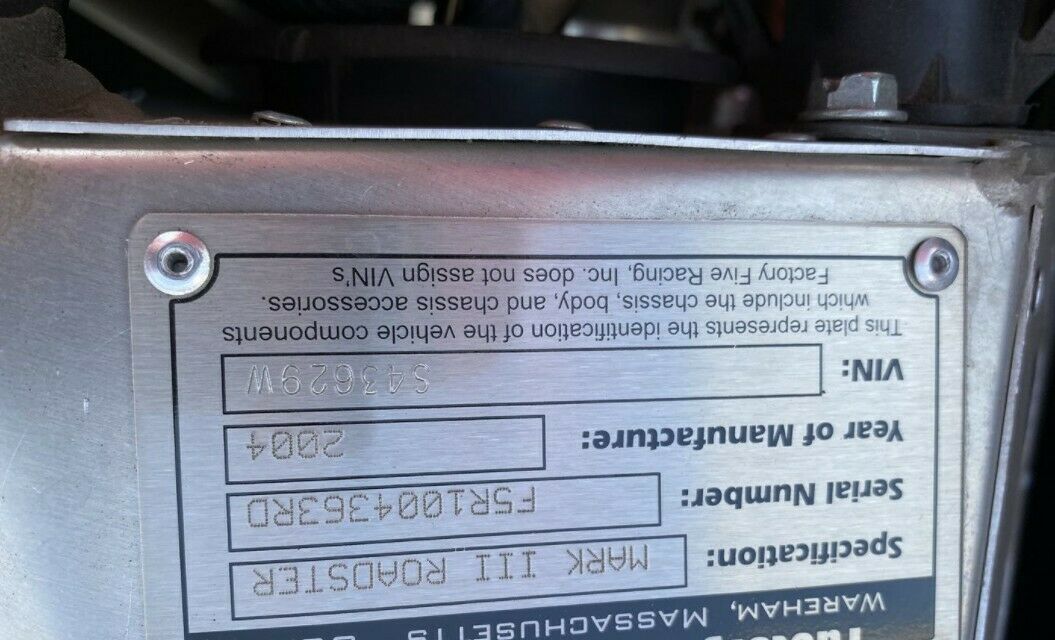 WAREHAM, MASSACHUSETTS
Specification: MARK III ROADSTER
Serial Number: F5R1004363RD
Year of Manufacture: 2004
VIN: S43629W
This plate represents the identification of the vehicle components
which include the chassis, body, and chassis accessories.
Factory Five Racing, Inc. does not assign VIN's